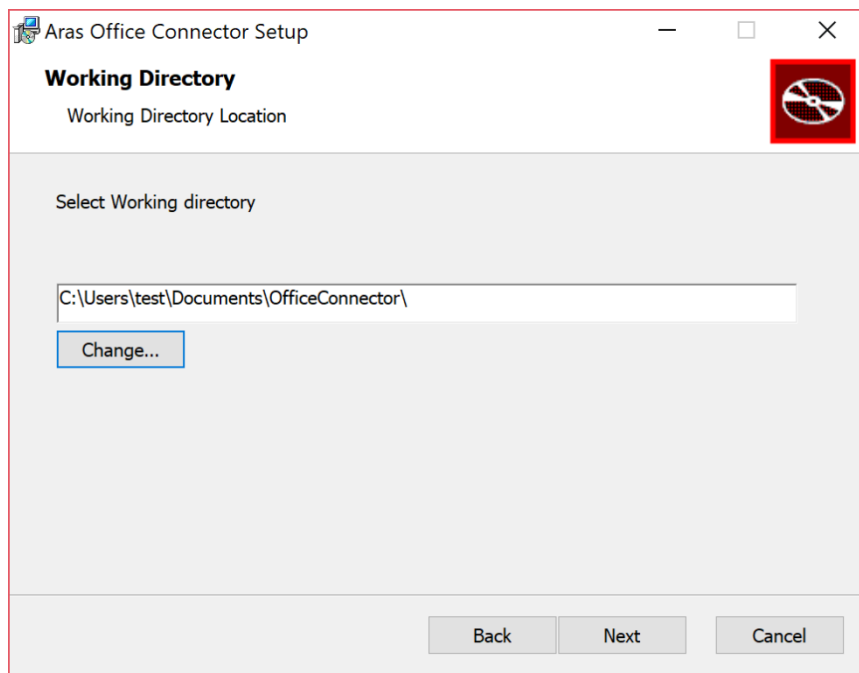 Aras Office Connector Setup
Working Directory
Working Directory Location
Select Working directory
C:\Users\test\Documents\OfficeConnector\
Change...
Back
Next
Cancel